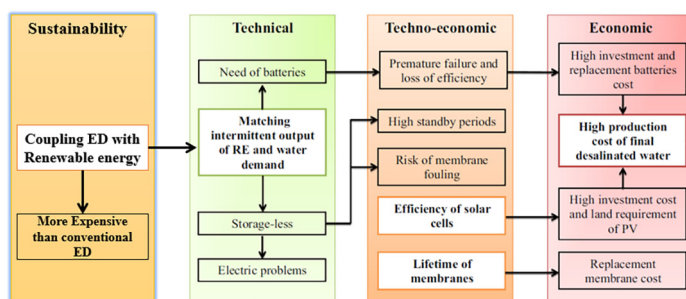 Sustainability
Coupling ED with
Renewable energy
More Expensive
than conventional
ED
Technical
Need of batteries
Matching
intermittent output
of RE and water
demand
Storage-less
Electric problems
Techno-economic
Premature failure and
loss of efficiency
High standby periods
Risk of membrane
fouling
Efficiency of solar
cells
Lifetime of
membranes
Economic
High investment and
replacement batteries
cost
High production
cost of final
desalinated water
High investment cost
and land requirement
of PV
Replacement
membrane cost